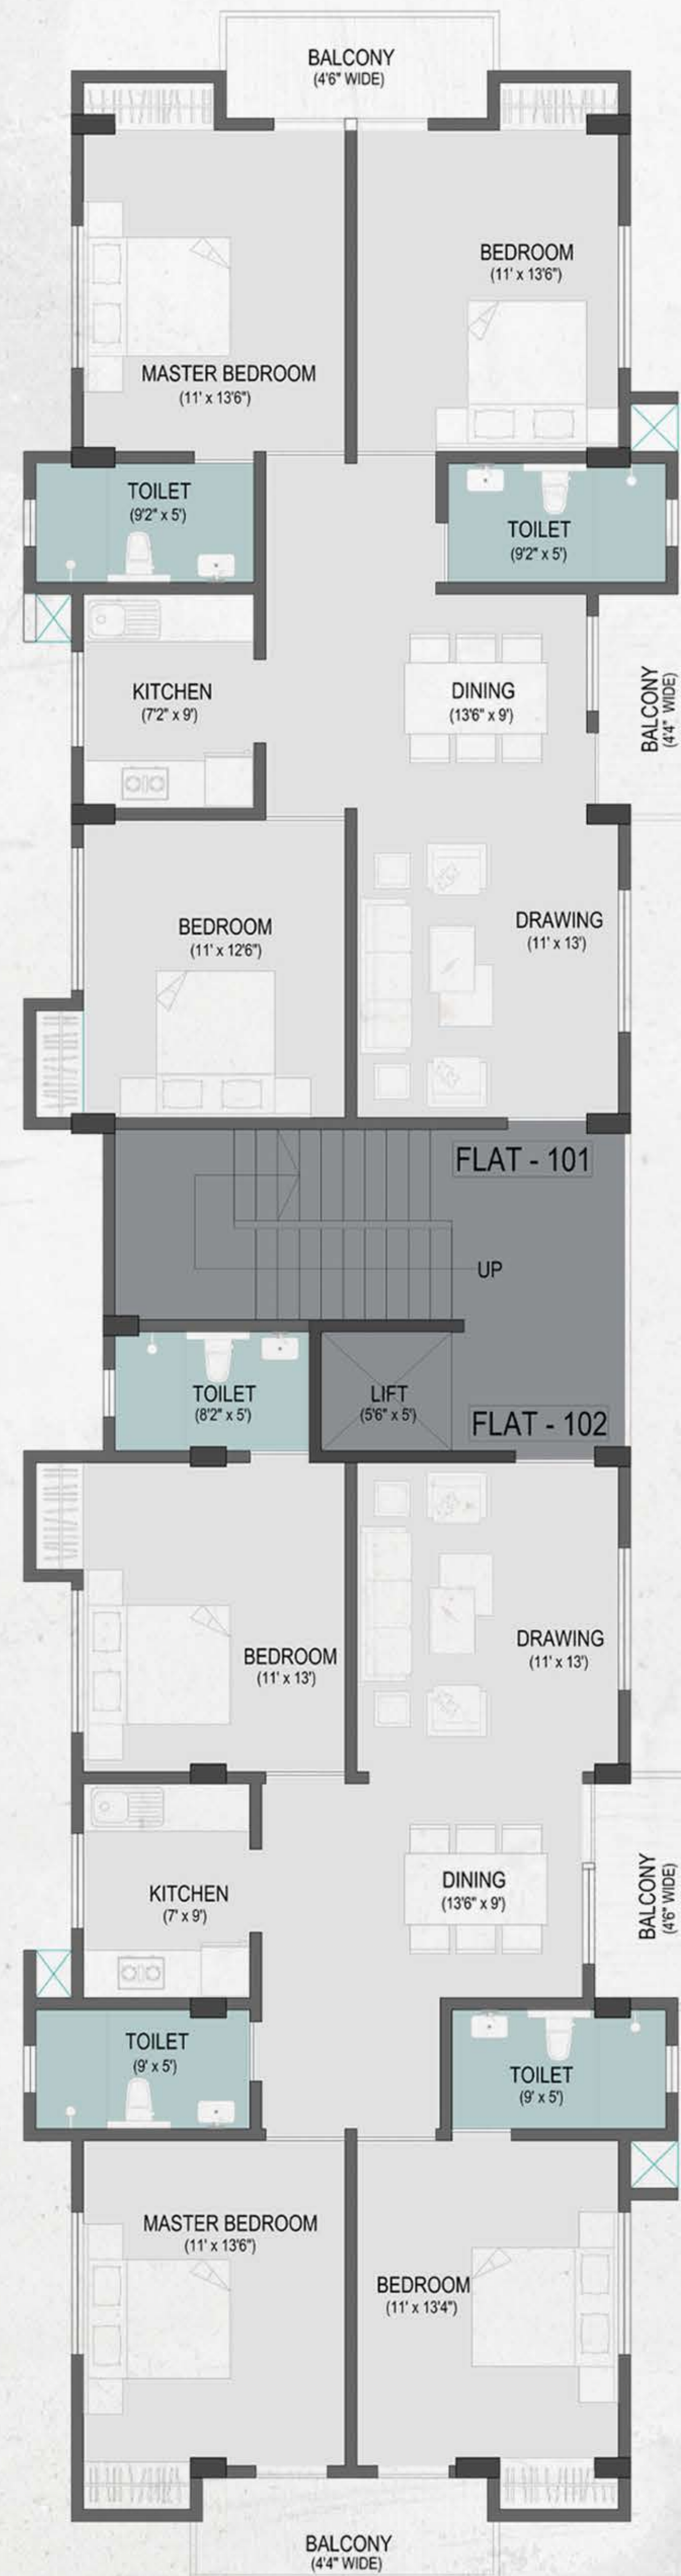 BALCONY
(4'6" WIDE)
BEDROOM
(11' x 13'6")
MASTER BEDROOM
(11' x 13'6")
TOILET
(9'2" x 5')
TOILET
(9'2" x 5')
KITCHEN
(7'2" x 9')
DINING
(13'6" x 9')
BALCONY
(4'4" WIDE)
BEDROOM
(11' x 12'6")
DRAWING
(11' x 13')
FLAT - 101
UP
TOILET
(8'2" x 5')
LIFT
(5'6" x 5')
FLAT - 102
BEDROOM
(11' x 13')
DRAWING
(11' x 13')
KITCHEN
(7' x 9')
DINING
(13'6" x 9')
BALCONY
(4'6" WIDE)
TOILET
(9' x 5')
TOILET
(9' x 5')
MASTER BEDROOM
(11' x 13'6")
BEDROOM
(11' x 13'4")
BALCONY
(4'4" WIDE)